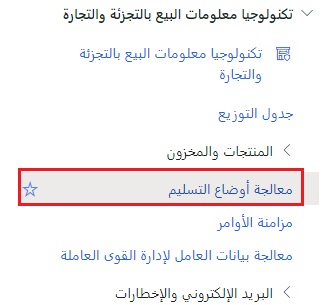 تكنولوجيا معلومات البيع بالتجزئة والتجارة
تكنولوجيا معلومات البيع بالتجزئة
والتجارة
جدول التوزيع
المنتجات والمخزون
معالجة أوضاع التسليم
مزامنة الأوامر
معالجة بيانات العامل لإدارة القوى العاملة
البريد الإلكتروني والإخطارات